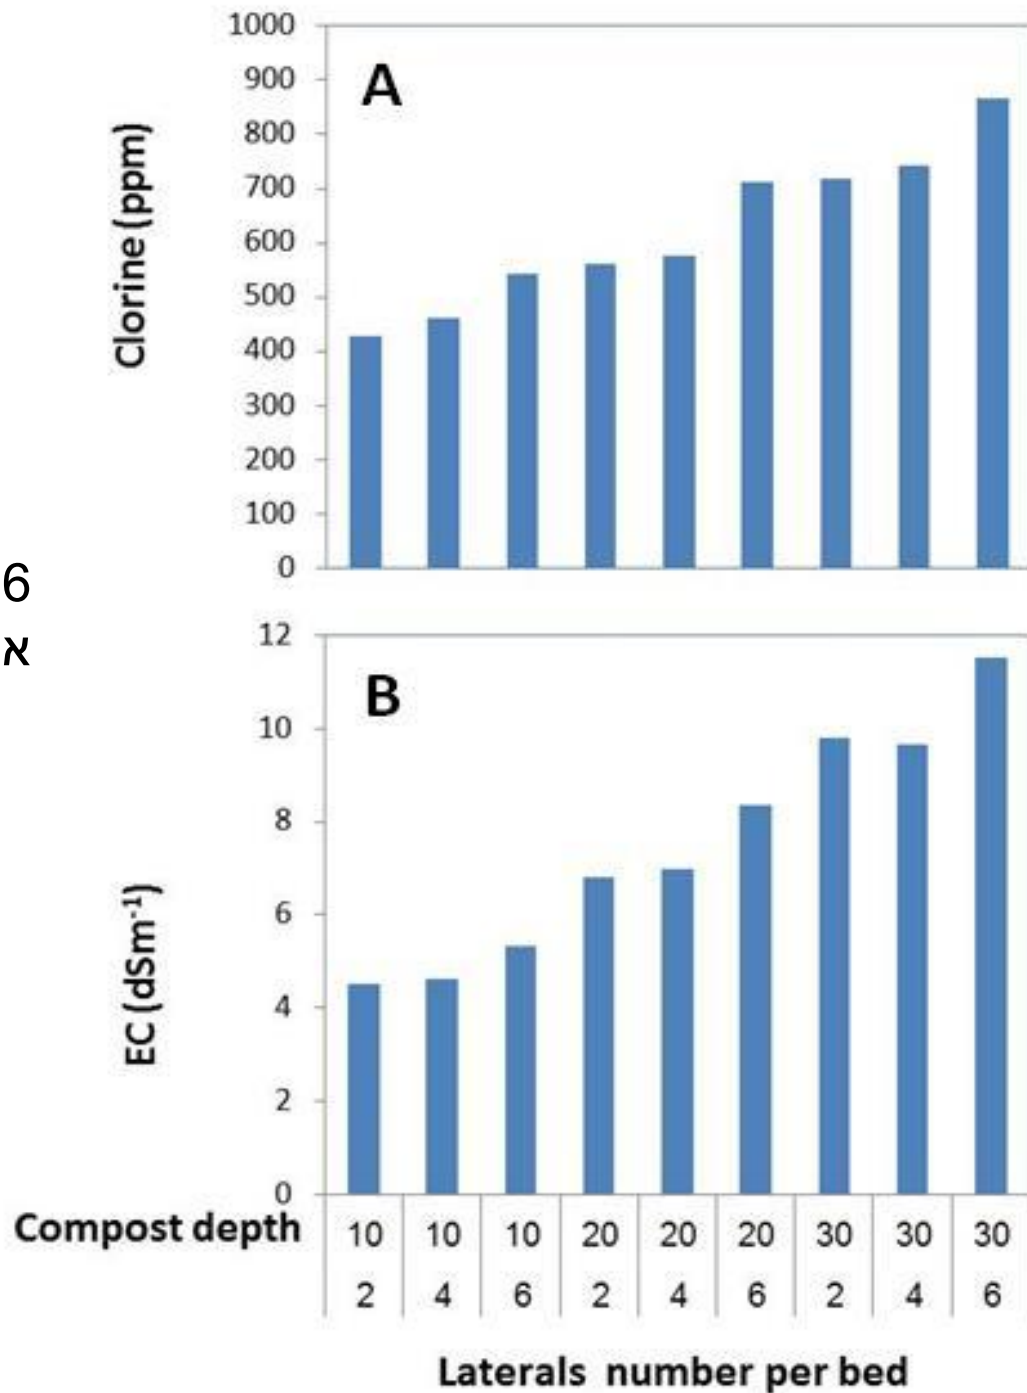 A
Clorine (ppm)
1000
900
800
700
600
500
400
300
200
100
0
6
א
B
EC (dSm⁻¹)
12
10
8
6
4
2
0
Compost depth 10 10 10 20 20 20 30 30 30
2 4 6 2 4 6 2 4 6
Laterals number per bed